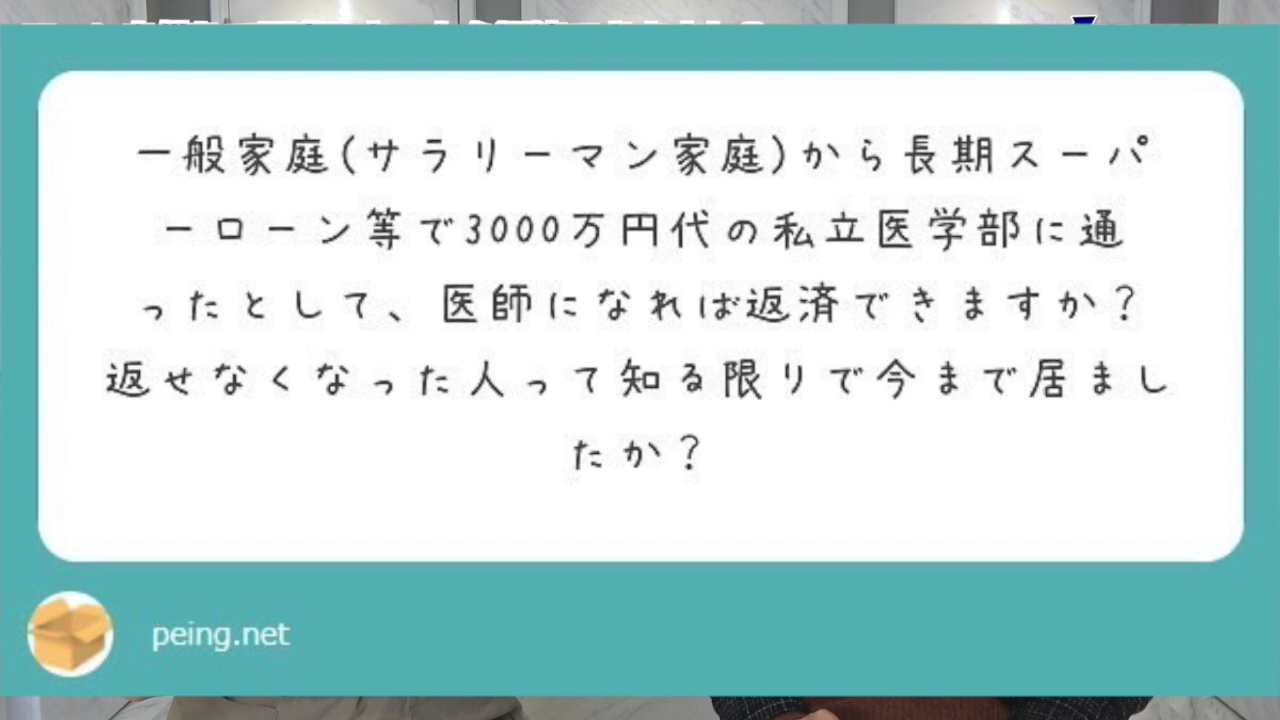 一般家庭(サラリーマン家庭)から長期スーパ
ーローン等で3000万円代の私立医学部に通
ったとして、医師になれば返済できますか?
返せなくなった人って知る限りで今まで居まし
たか?
peing.net